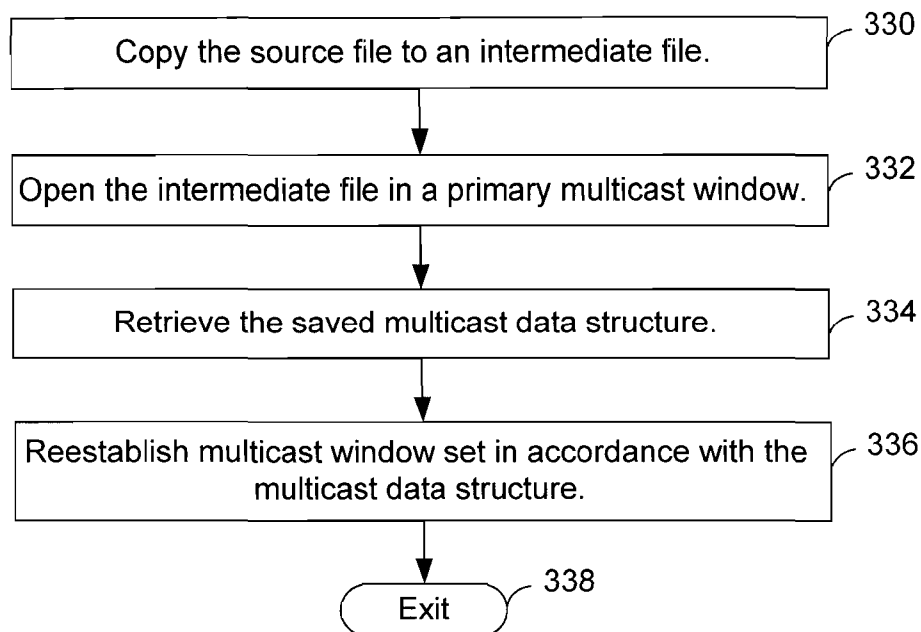 Copy the source file to an intermediate file.
330
Open the intermediate file in a primary multicast window.
332
Retrieve the saved multicast data structure.
334
Reestablish multicast window set in accordance with the
multicast data structure.
336
Exit
338